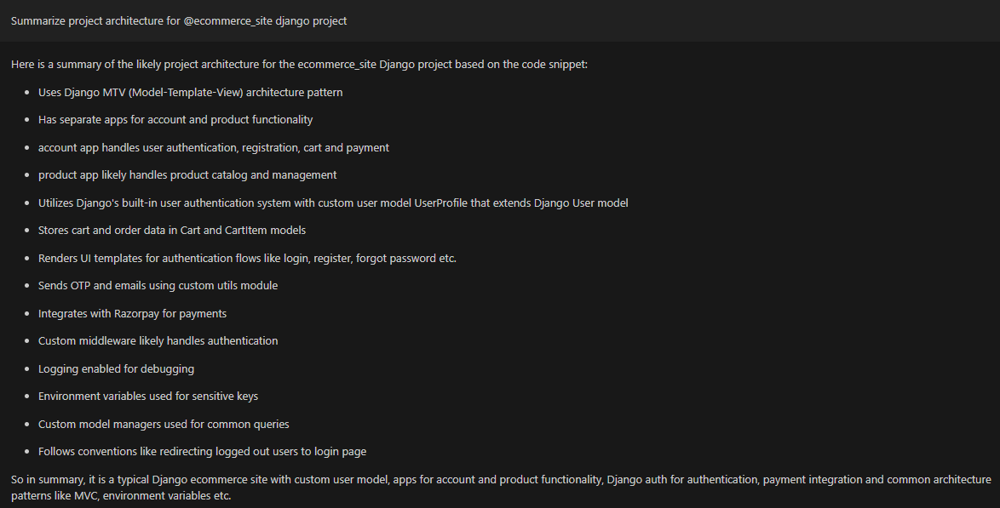 Summarize project architecture for @ecommerce_site django project
Here is a summary of the likely project architecture for the ecommerce_site Django project based on the code snippet:
• Uses Django MTV (Model-Template-View) architecture pattern
• Has separate apps for account and product functionality
• account app handles user authentication, registration, cart and payment
• product app likely handles product catalog and management
• Utilizes Django's built-in user authentication system with custom user model UserProfile that extends Django User model
• Stores cart and order data in Cart and CartItem models
• Renders UI templates for authentication flows like login, register, forgot password etc.
• Sends OTP and emails using custom utils module
• Integrates with Razorpay for payments
• Custom middleware likely handles authentication
• Logging enabled for debugging
• Environment variables used for sensitive keys
• Custom model managers used for common queries
• Follows conventions like redirecting logged out users to login page
So in summary, it is a typical Django ecommerce site with custom user model, apps for account and product functionality, Django auth for authentication, payment integration and common architecture
patterns like MVC, environment variables etc.